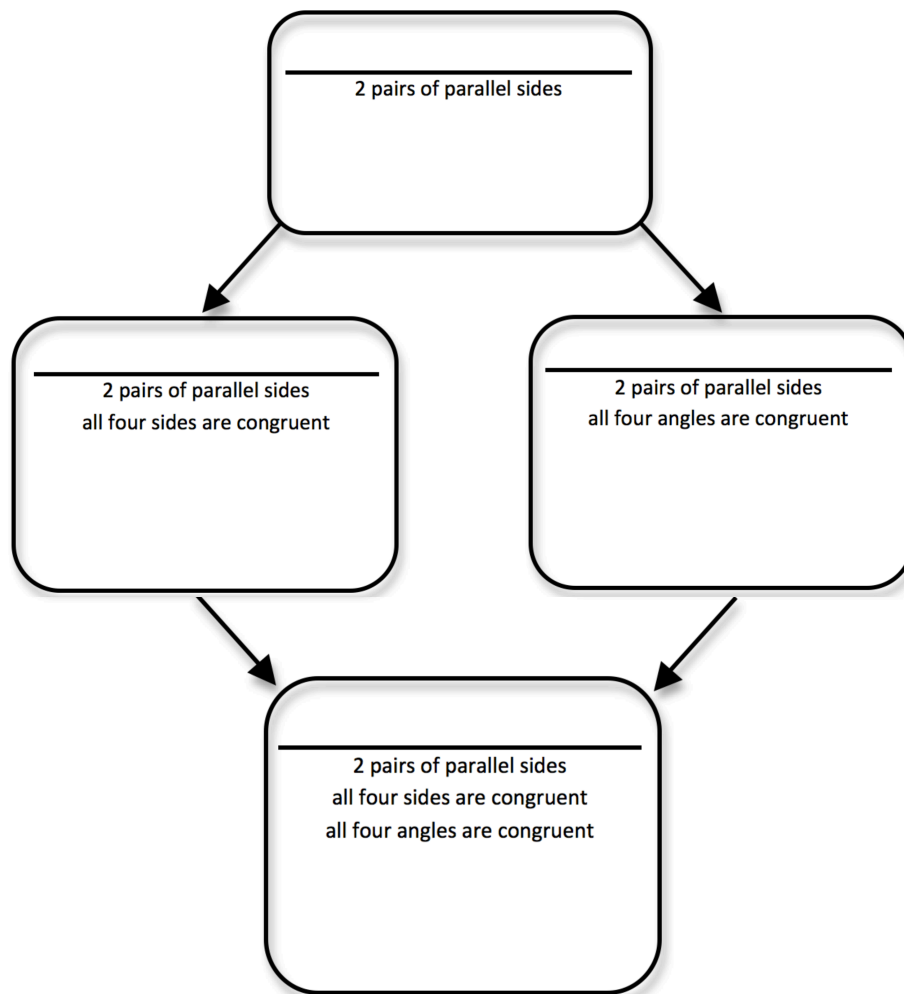 2 pairs of parallel sides
2 pairs of parallel sides
all four sides are congruent
2 pairs of parallel sides
all four angles are congruent
2 pairs of parallel sides
all four sides are congruent
all four angles are congruent